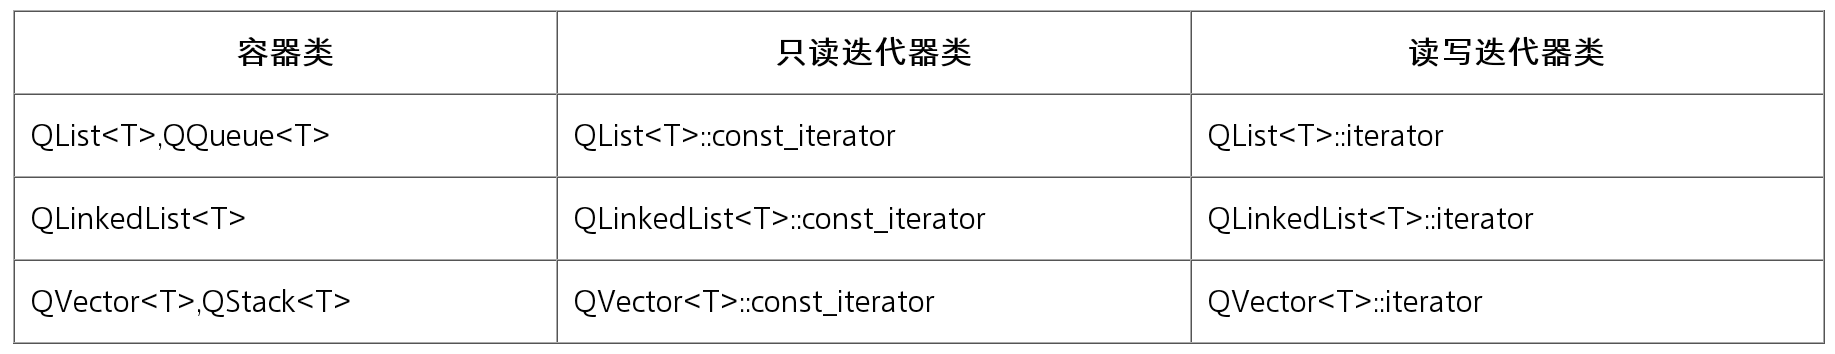 容器类 只读迭代器类 读写迭代器类
QList<T>,QQueue<T> QList<T>::const_iterator QList<T>::iterator
QLinkedList<T> QLinkedList<T>::const_iterator QLinkedList<T>::iterator
QVector<T>,QStack<T> QVector<T>::const_iterator QVector<T>::iterator